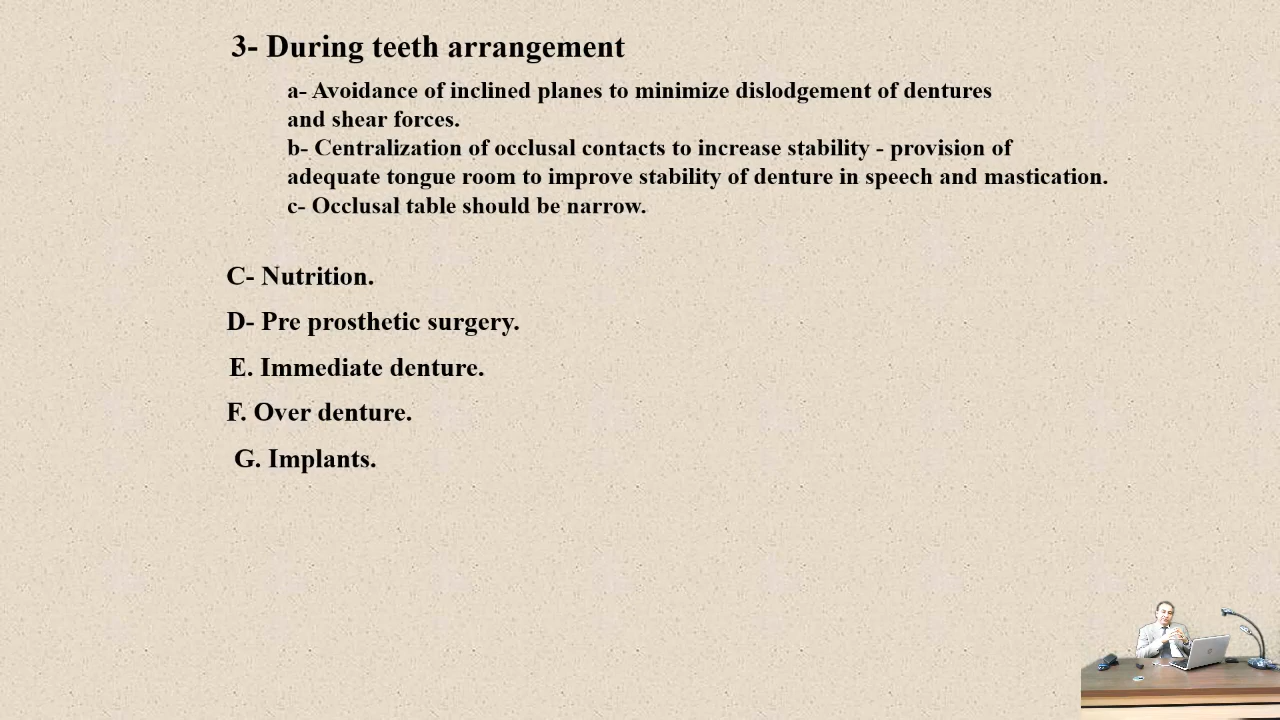 3- During teeth arrangement
a- Avoidance of inclined planes to minimize dislodgement of dentures
and shear forces.
b- Centralization of occlusal contacts to increase stability - provision of
adequate tongue room to improve stability of denture in speech and mastication.
c- Occlusal table should be narrow.
C- Nutrition.
D- Pre prosthetic surgery.
E. Immediate denture.
F. Over denture.
G. Implants.